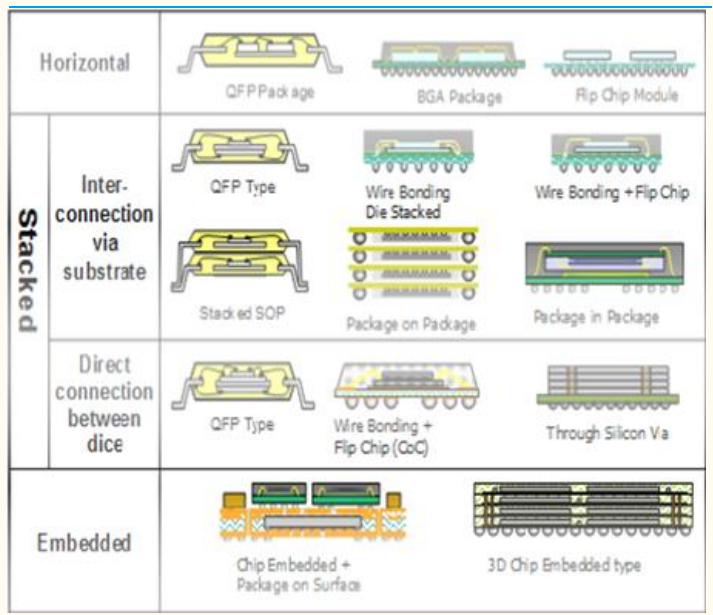 Horizontal
QFP Package
BGA Package
Flip Chip Module
Stacked
Inter-
connection
via
substrate
QFP Type
Wire Bonding
Die Stacked
Wire Bonding + Flip Chip
Stacked SOP
Package on Package
Package in Package
Direct
connection
between
dice
QFP Type
Wire Bonding +
Flip Chip (CoC)
Through Silicon Via
Embedded
Chip Embedded +
Package on Surface
3D Chip Embedded type